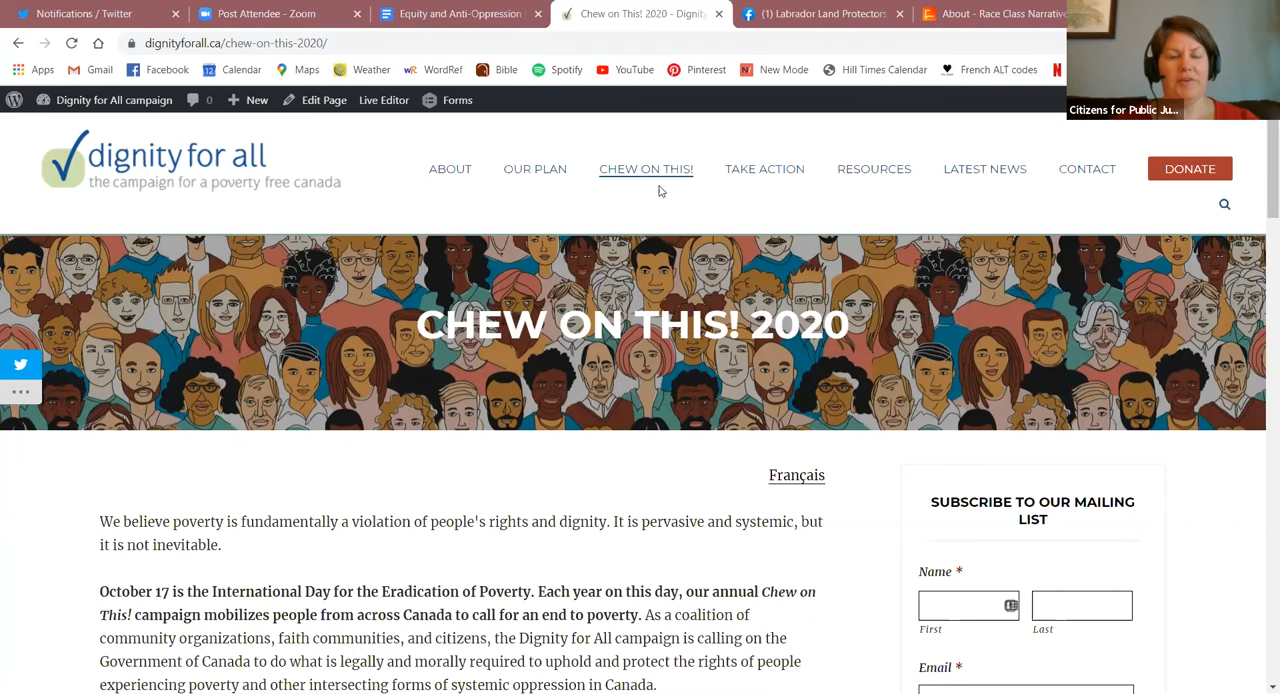 Notifications / Twitter
Post Attendee - Zoom
Equity and Anti-Oppression
Chew on This! 2020 - Dignity
(1) Labrador Land Protectors
About - Race Class Narrative
dignityforall.ca/chew-on-this-2020/
Apps
Gmail
Facebook
Calendar
Maps
Weather
WordRef
Bible
Spotify
YouTube
Pinterest
New Mode
Hill Times Calendar
French ALT codes
Citizens for Public Ju...
Dignity for All campaign
0
New
Edit Page
Live Editor
Forms
dignity for all
the campaign for a poverty free canada
ABOUT
OUR PLAN
CHEW ON THIS!
TAKE ACTION
RESOURCES
LATEST NEWS
CONTACT
DONATE
CHEW ON THIS! 2020
Français
We believe poverty is fundamentally a violation of people's rights and dignity. It is pervasive and systemic, but
it is not inevitable.
October 17 is the International Day for the Eradication of Poverty. Each year on this day, our annual Chew on
This! campaign mobilizes people from across Canada to call for an end to poverty. As a coalition of
community organizations, faith communities, and citizens, the Dignity for All campaign is calling on the
Government of Canada to do what is legally and morally required to uphold and protect the rights of people
experiencing poverty and other intersecting forms of systemic oppression in Canada.
SUBSCRIBE TO OUR MAILING
LIST
Name *
First
Last
Email *